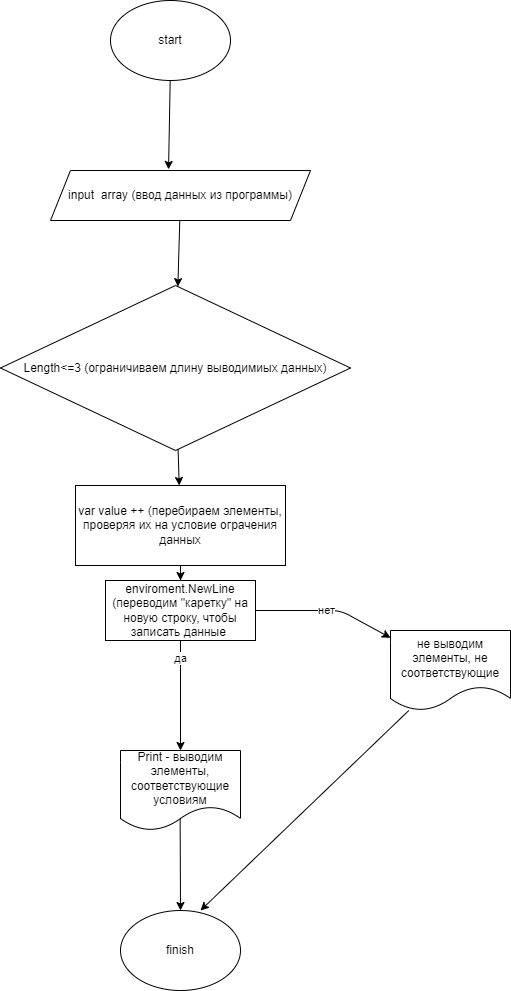 start
input array (ввод данных из программы)
Length<=3 (ограничиваем длину выводимиых данных)
var value ++ (перебираем элементы,
проверяя их на условие ограчения
данных
enviroment.NewLine
(переводим "каретку" на
новую строку, чтобы
записать данные
нет
да
не выводим
элементы, не
соответствующие
Print - выводим
элементы,
соответствующие
условиям
finish